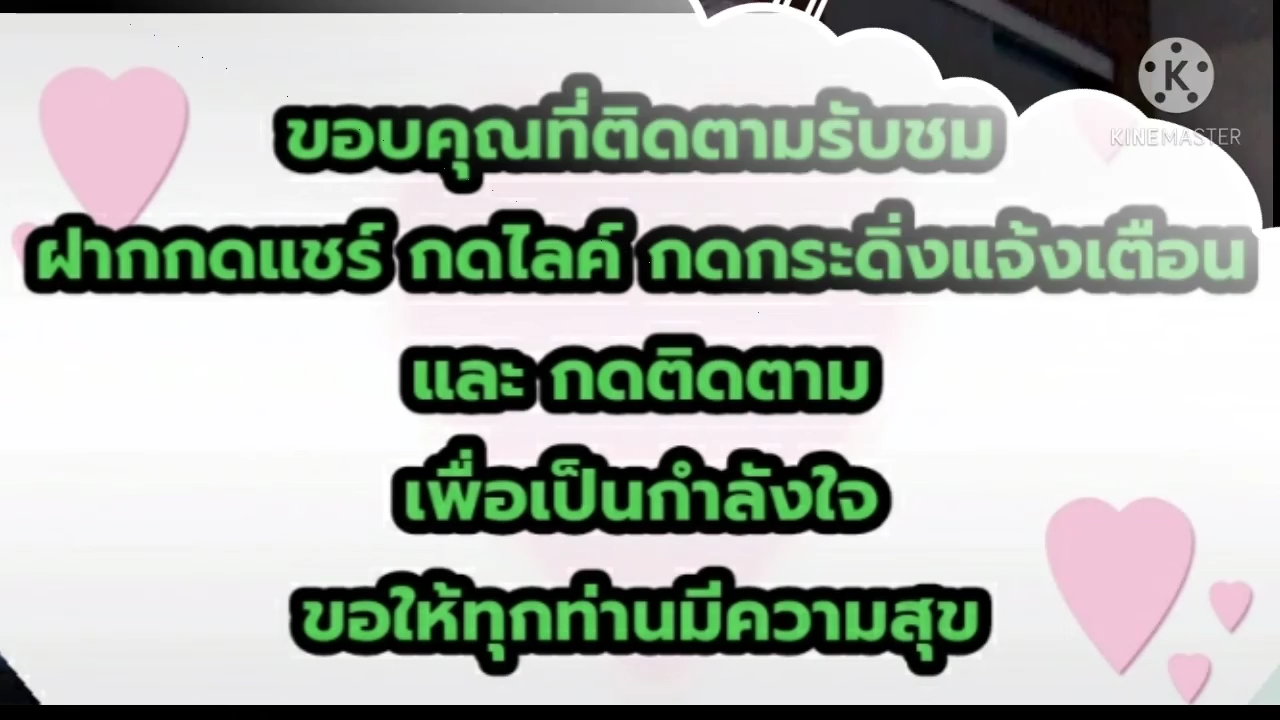 ขอบคุณที่ติดตามรับชม
ฝากกดแชร์ กดไลค์ กดกระดิ่งแจ้งเตือน
และ กดติดตาม
เพื่อเป็นกำลังใจ
ขอให้ทุกท่านมีความสุข
K
KINEMASTER